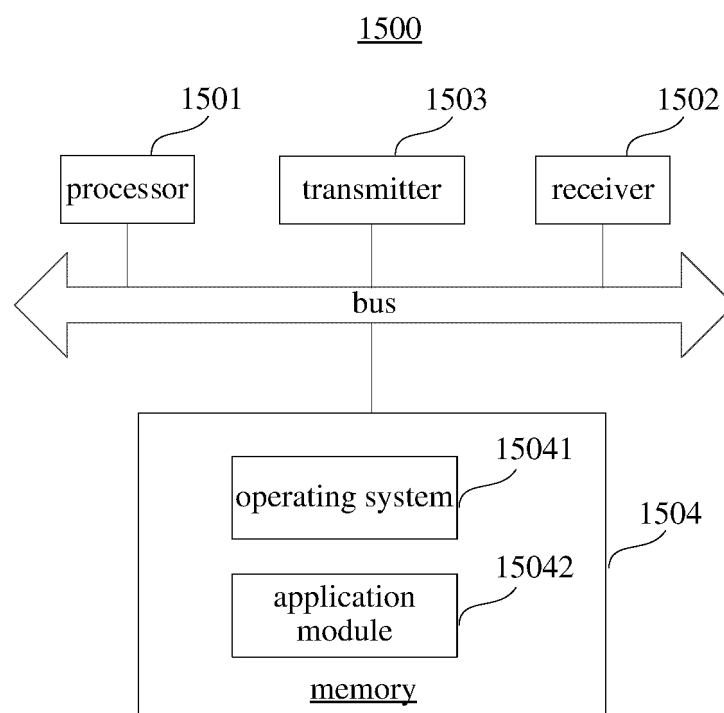 1500
1501
1503
1502
processor
transmitter
receiver
bus
15041
operating system
1504
15042
application
module
memory